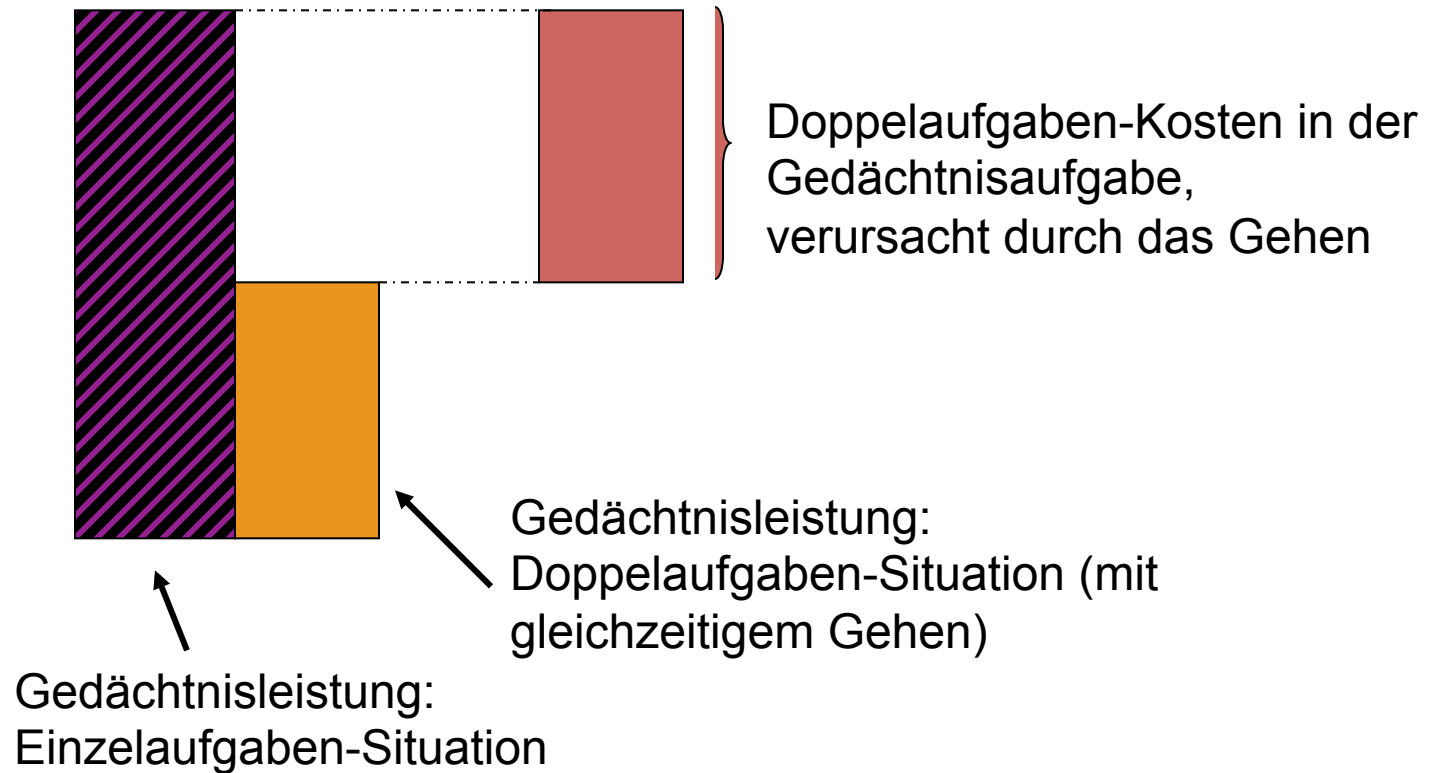 Doppelaufgaben-Kosten in der
Gedächtnisaufgabe,
verursacht durch das Gehen
Gedächtnisleistung:
Doppelaufgaben-Situation (mit
gleichzeitigem Gehen)
Gedächtnisleistung:
Einzelaufgaben-Situation